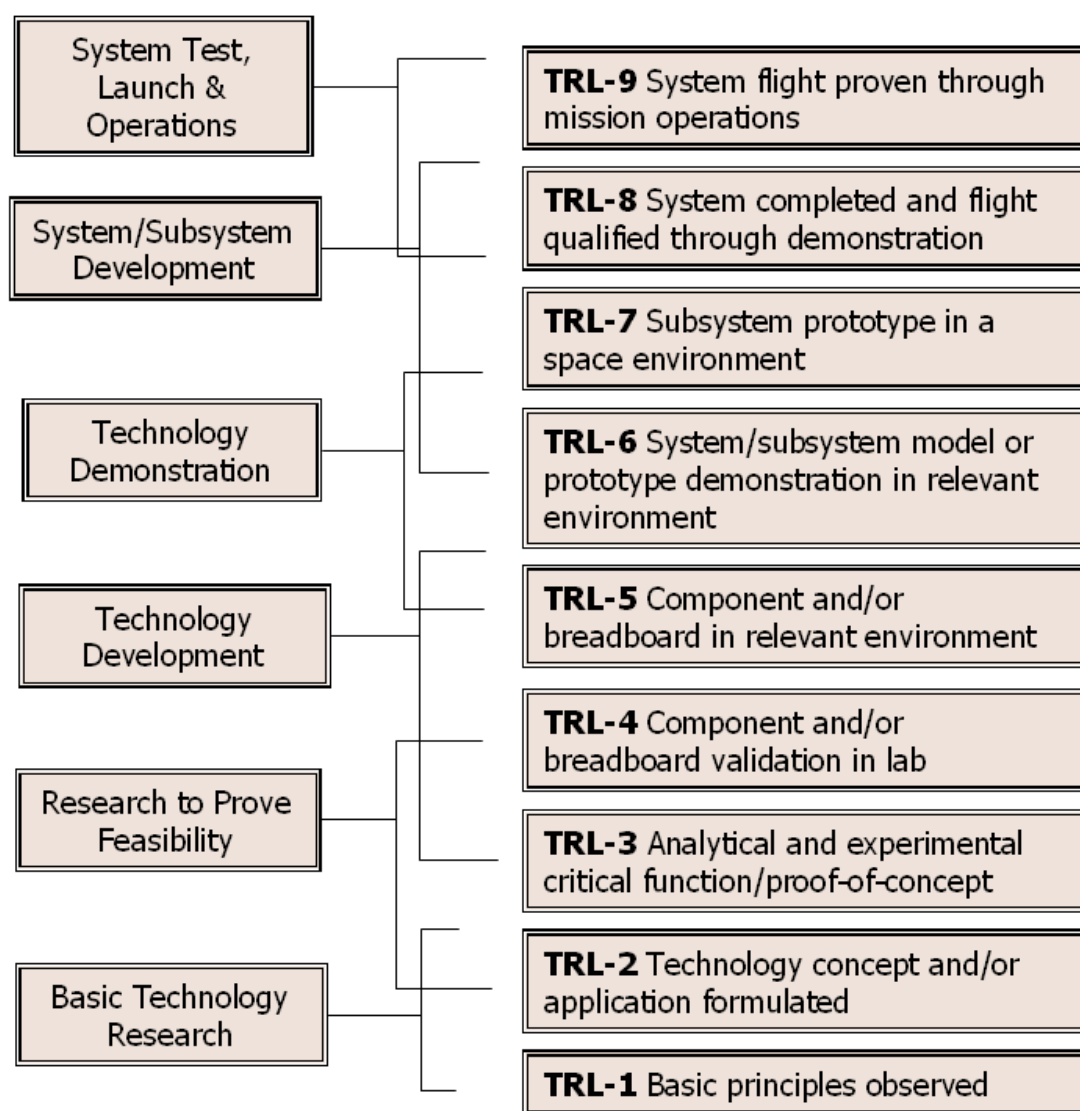 System Test,
Launch &
Operations
System/Subsystem
Development
Technology
Demonstration
Technology
Development
Research to Prove
Feasibility
Basic Technology
Research
TRL-9 System flight proven through
mission operations
TRL-8 System completed and flight
qualified through demonstration
TRL-7 Subsystem prototype in a
space environment
TRL-6 System/subsystem model or
prototype demonstration in relevant
environment
TRL-5 Component and/or
breadboard in relevant environment
TRL-4 Component and/or
breadboard validation in lab
TRL-3 Analytical and experimental
critical function/proof-of-concept
TRL-2 Technology concept and/or
application formulated
TRL-1 Basic principles observed